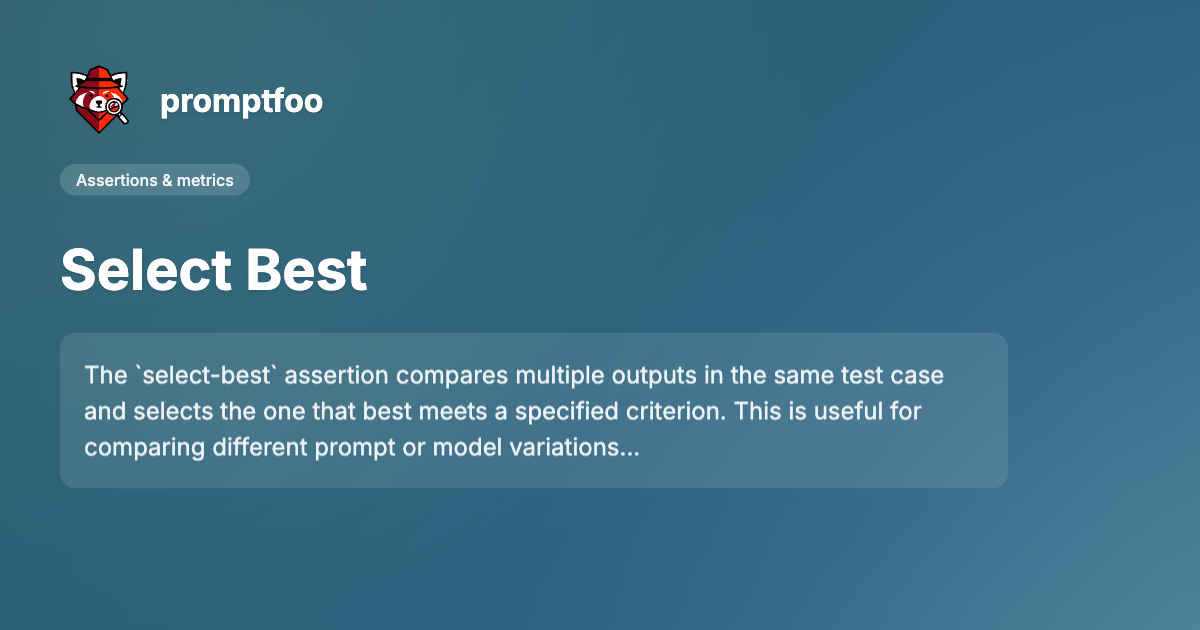 promptfoo
Assertions & metrics
Select Best
The `select-best` assertion compares multiple outputs in the same test case
and selects the one that best meets a specified criterion. This is useful for
comparing different prompt or model variations...